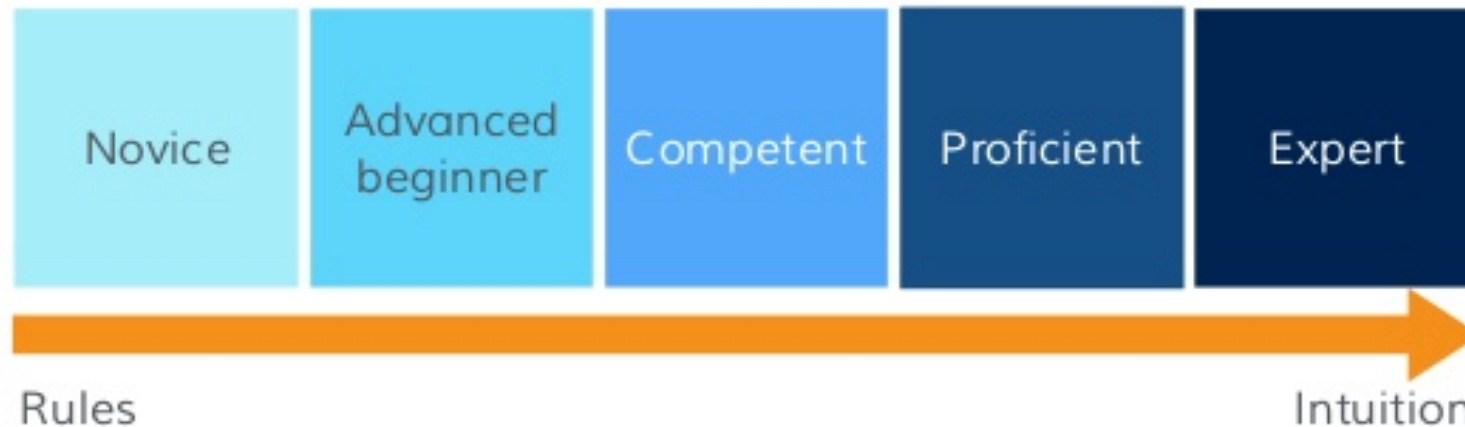 Novice
Advanced
beginner
Competent
Proficient
Expert
Rules
Intuition